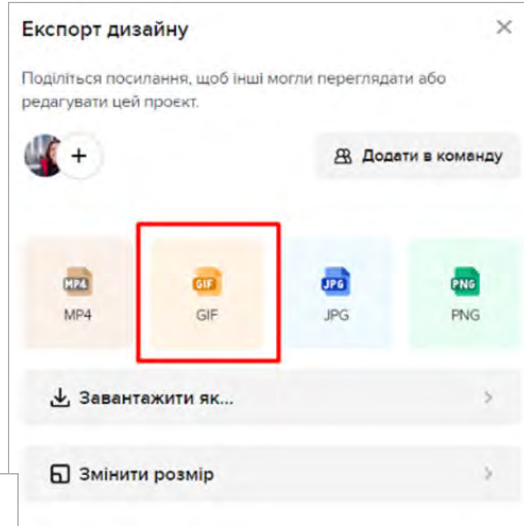 Експорт дизайну
Поділіться посилання, щоб інші могли переглядати або
редагувати цей проєкт.
Додати в команду
MP4 GIF JPG PNG
MP4 GIF JPG PNG
Завантажити як...
Змінити розмір